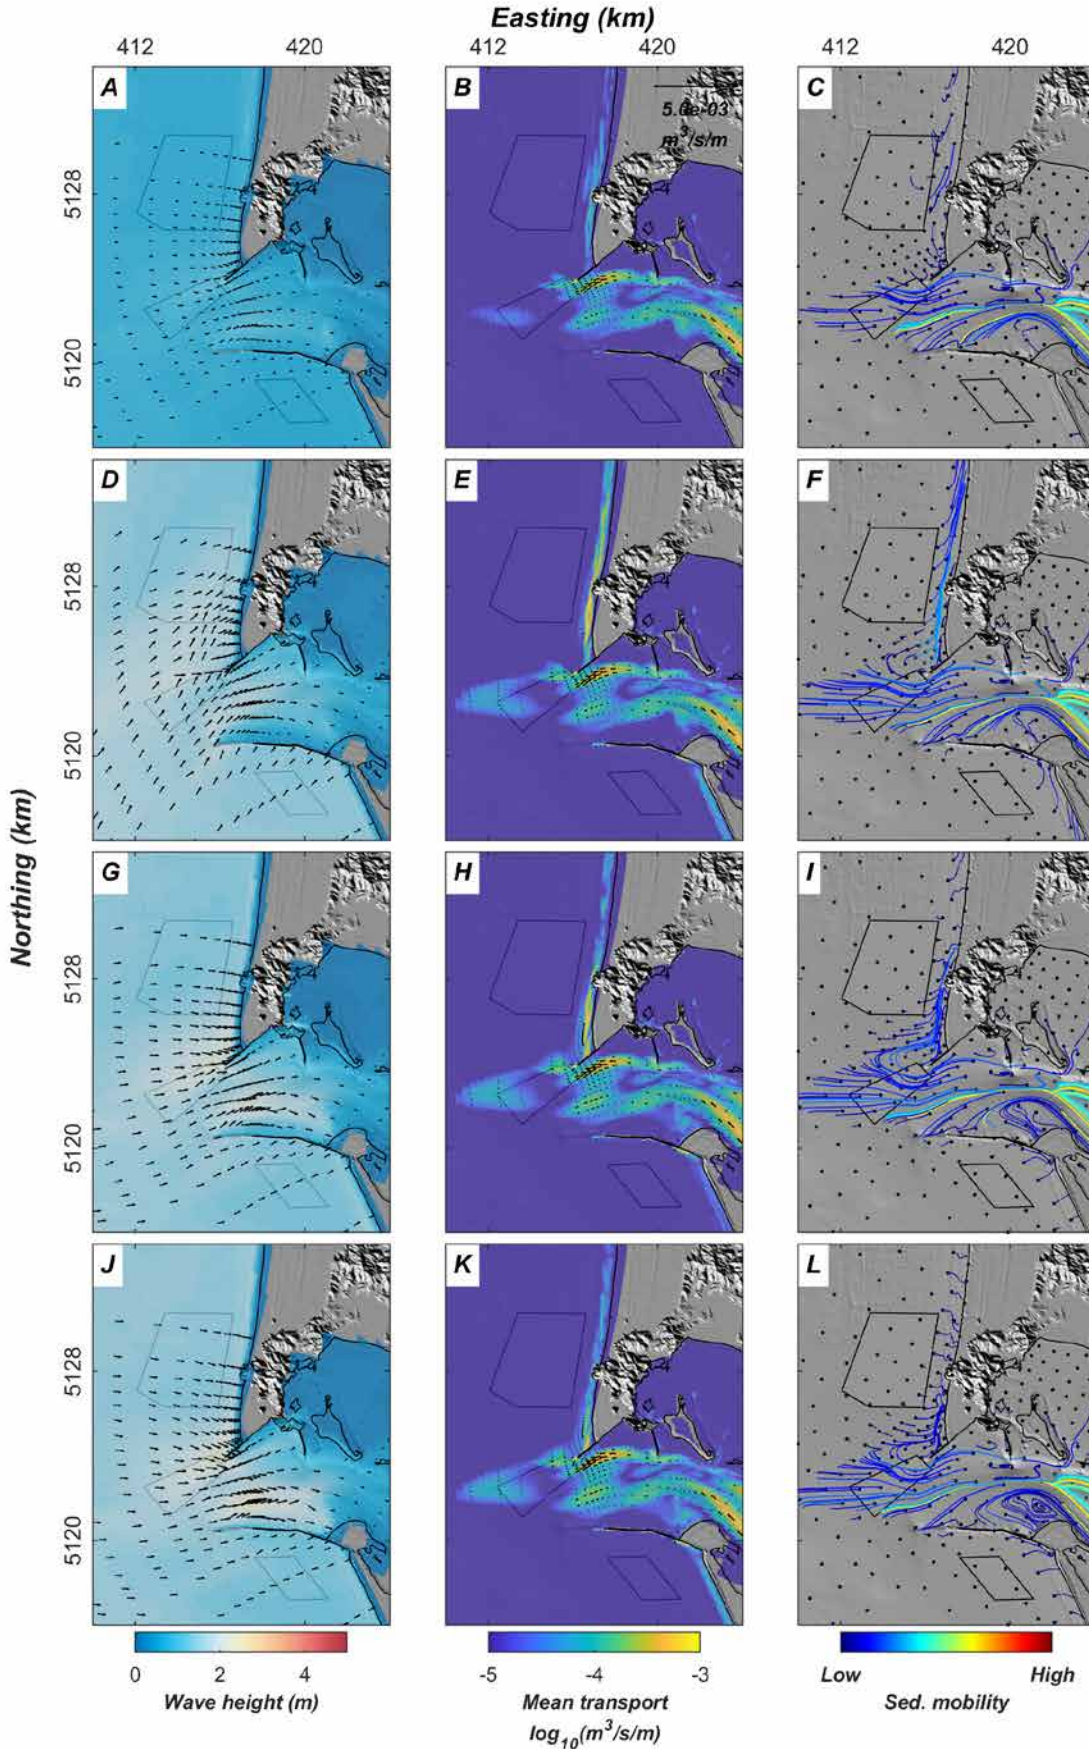 Easting (km)
412 420 412 420 412 420
A B C
5.0e-03
m³/s/m
5128
5120
D E F
5128
5120
Northing (km)
G H I
5128
5120
J K L
5128
5120
0 2 4 -5 -4 -3 Low High
Wave height (m) Mean transport Sed. mobility
log₁₀(m³/s/m)